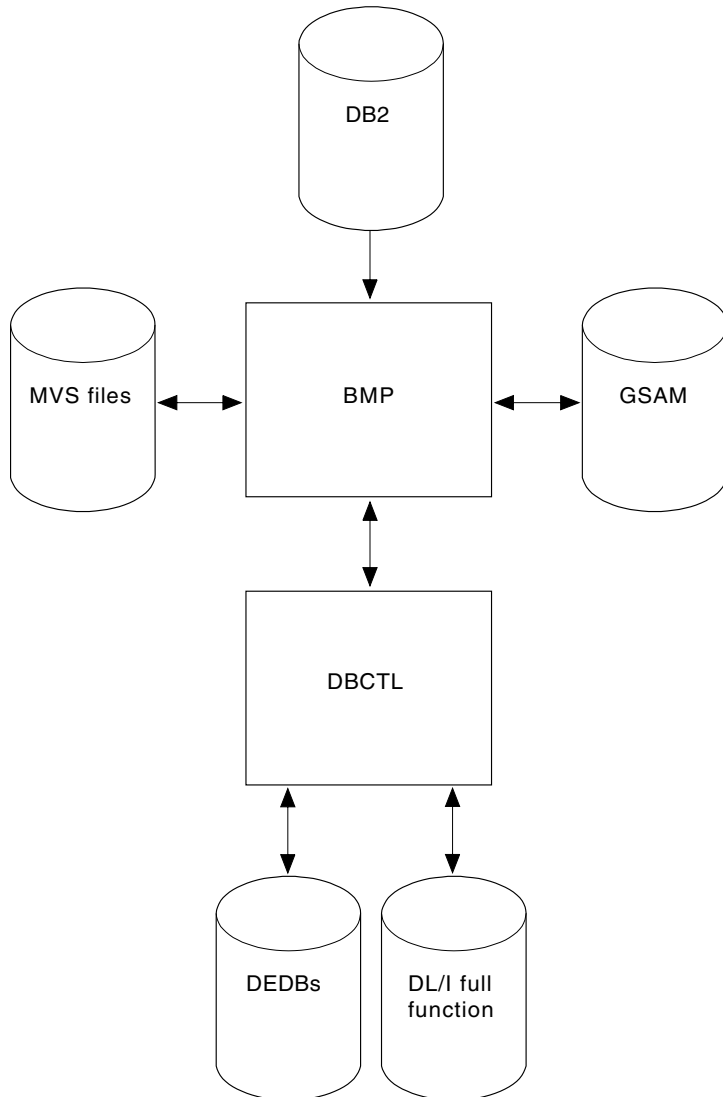 DB2
MVS files
BMP
GSAM
DBCTL
DEDBs
DL/I full
function